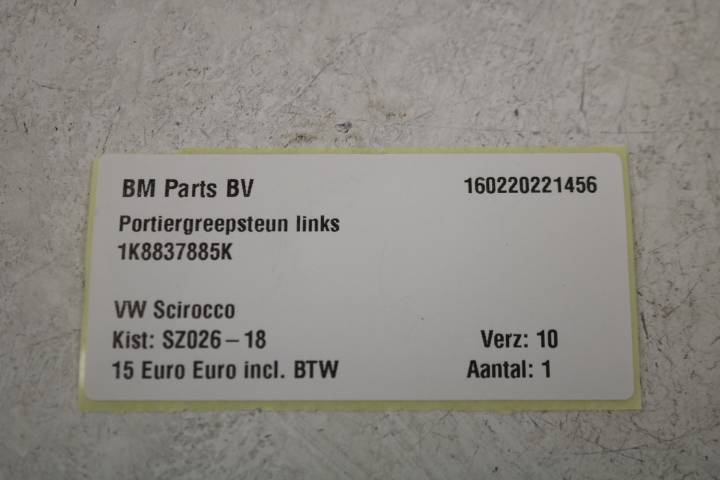 BM Parts BV 160220221456
Portiergreepsteun links
1K8837885K
VW Scirocco
Kist: SZ026-18 Verz: 10
15 Euro Euro incl. BTW Aantal: 1